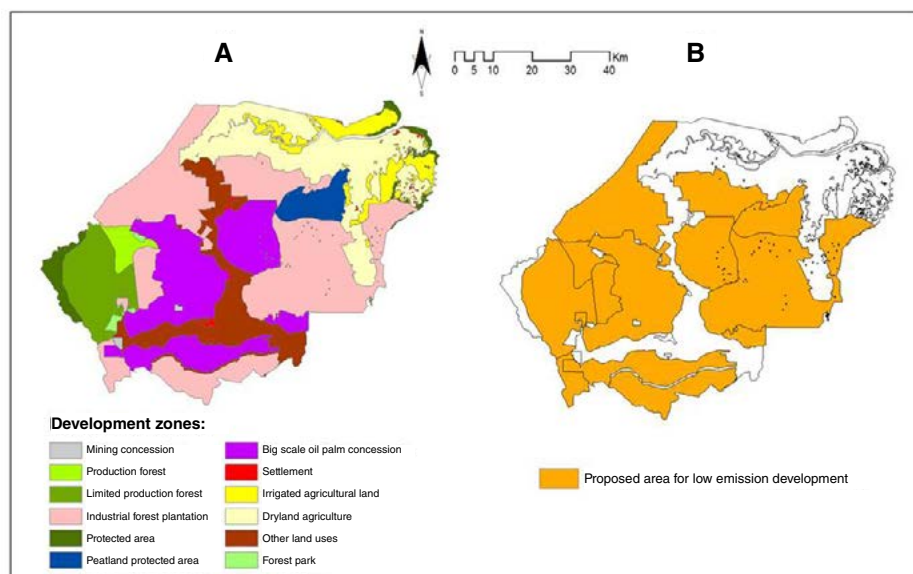 A
B
N
S
0 5 10 20 30 40 Km
Development zones:
Mining concession
Production forest
Limited production forest
Industrial forest plantation
Protected area
Peatland protected area
Big scale oil palm concession
Settlement
Irrigated agricultural land
Dryland agriculture
Other land uses
Forest park
Proposed area for low emission development